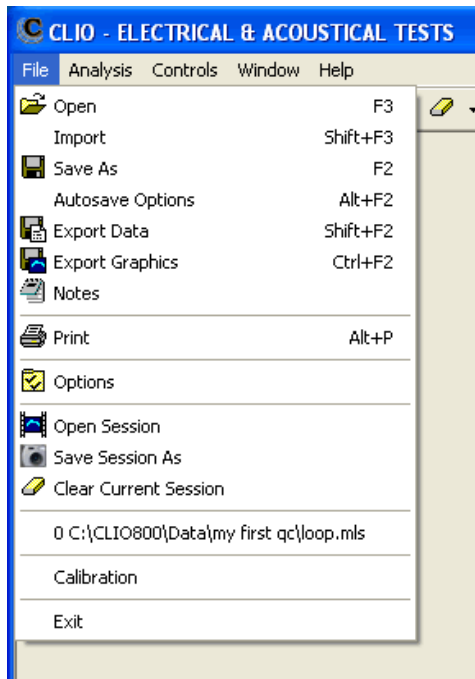 CLIO - ELECTRICAL & ACOUSTICAL TESTS
File Analysis Controls Window Help
Open F3
Import Shift+F3
Save As F2
Autosave Options Alt+F2
Export Data Shift+F2
Export Graphics Ctrl+F2
Notes
Print Alt+P
Options
Open Session
Save Session As
Clear Current Session
0 C:\CLIO800\Data\my first qc\loop.mls
Calibration
Exit